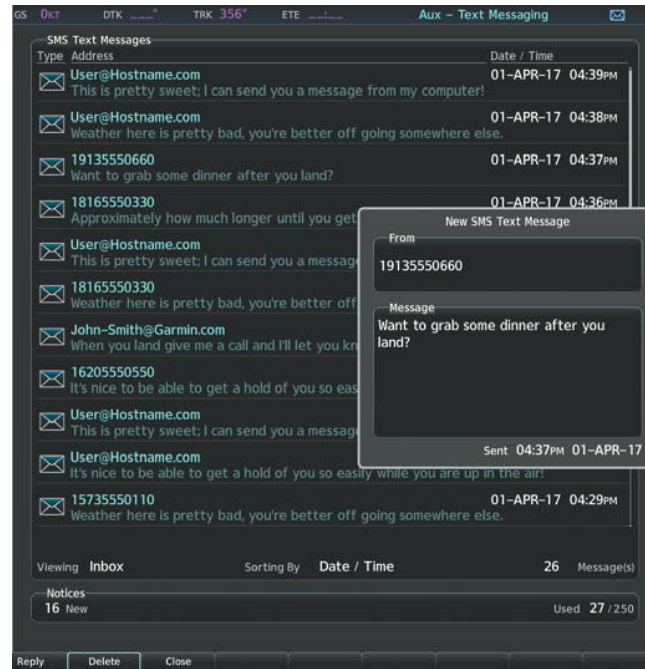 GS 0KT DTK ___° TRK 356° ETE __:__ Aux – Text Messaging
SMS Text Messages
Type Address Date / Time
User@Hostname.com 01–APR–17 04:39PM
This is pretty sweet; I can send you a message from my computer!
User@Hostname.com 01–APR–17 04:38PM
Weather here is pretty bad, you're better off going somewhere else.
19135550660 01–APR–17 04:37PM
Want to grab some dinner after you land?
18165550330 01–APR–17 04:36PM
Approximately how much longer until you get
User@Hostname.com
This is pretty sweet; I can send you a messag
18165550330
Weather here is pretty bad, you're better off
John–Smith@Garmin.com
When you land give me a call and I'll let you kn
16205550550
It's nice to be able to get a hold of you so eas
User@Hostname.com
This is pretty sweet; I can send you a messag
User@Hostname.com
It's nice to be able to get a hold of you so easily while you are up in the air!
15735550110 01–APR–17 04:29PM
Weather here is pretty bad, you're better off going somewhere else.
New SMS Text Message
From
19135550660
Message
Want to grab some dinner after you
land?
Sent 04:37PM 01–APR–17
Viewing Inbox Sorting By Date / Time 26 Message(s)
Notices
16 New Used 27 / 250
Reply Delete Close